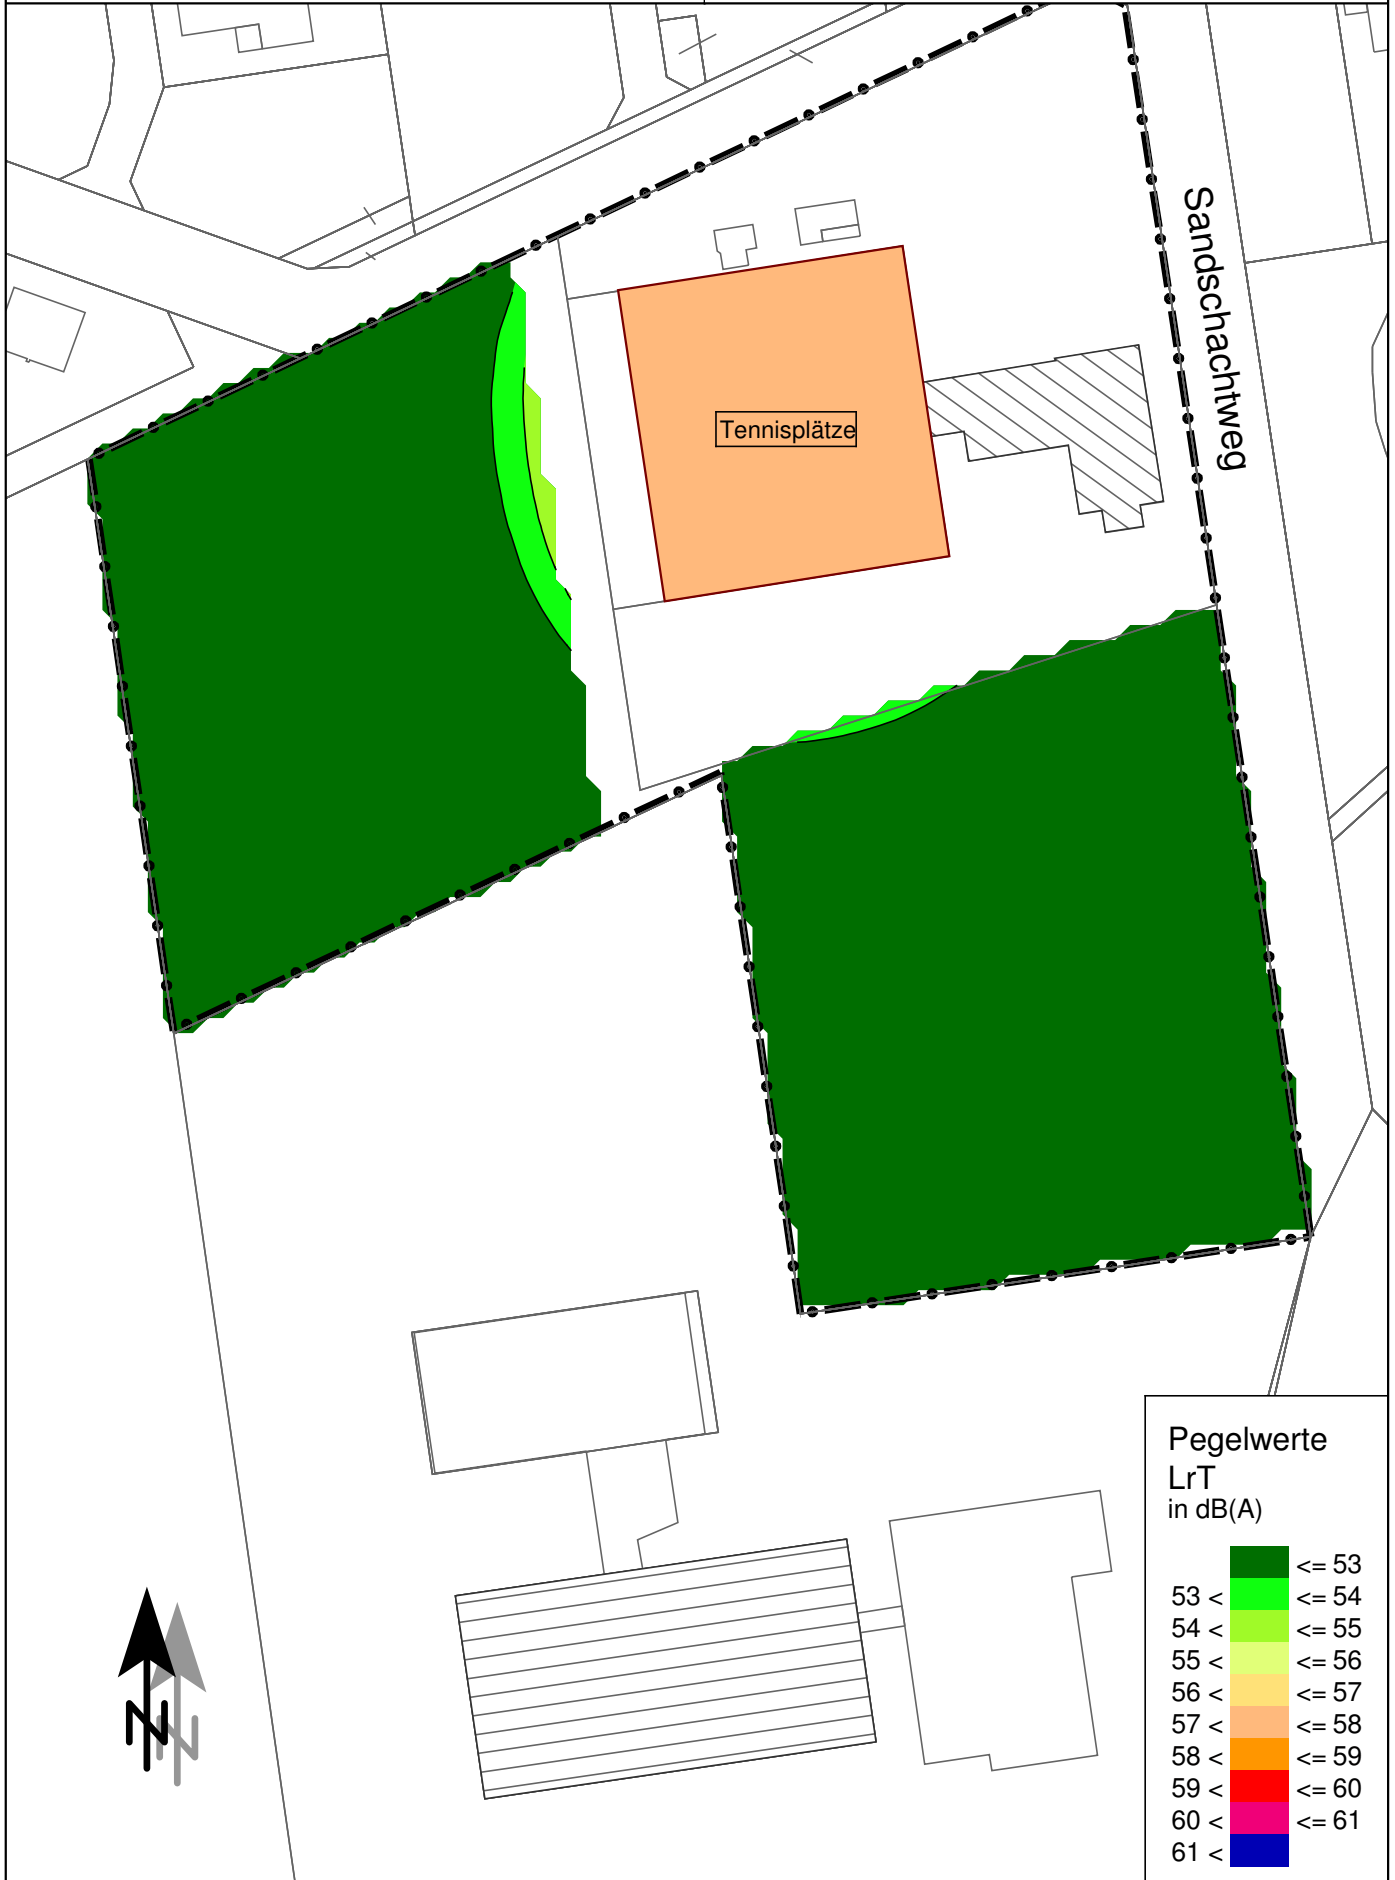 Sandschachtweg
Tennisplätze
Pegelwerte
LrT
in dB(A)
<= 53
53 < <= 54
54 < <= 55
55 < <= 56
56 < <= 57
57 < <= 58
58 < <= 59
59 < <= 60
60 < <= 61
61 <
N